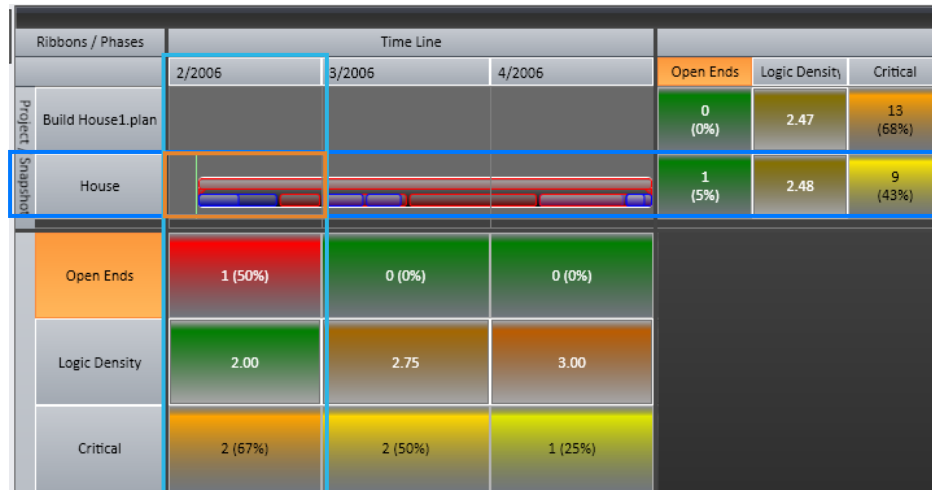 Ribbons / Phases
Time Line
2/2006
3/2006
4/2006
Open Ends
Logic Density
Critical
Project / Snapshot
Build House1.plan
0
(0%)
2.47
13
(68%)
House
1
(5%)
2.48
9
(43%)
Open Ends
1 (50%)
0 (0%)
0 (0%)
Logic Density
2.00
2.75
3.00
Critical
2 (67%)
2 (50%)
1 (25%)